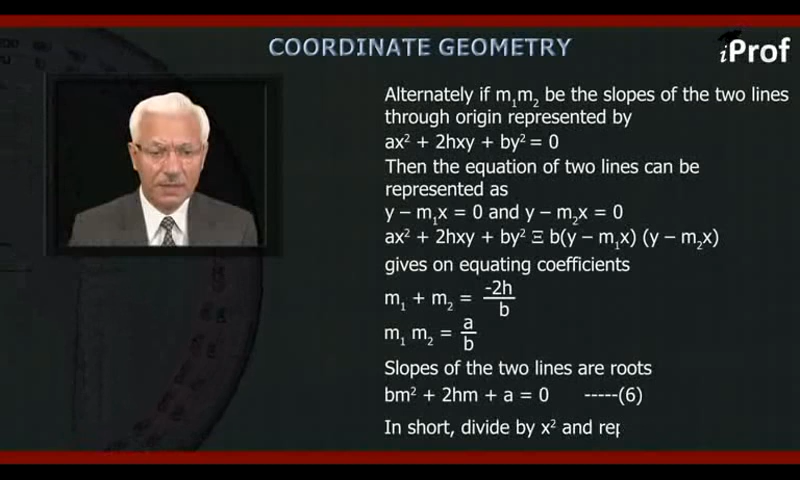 COORDINATE GEOMETRY
iProf
Alternately if m₁m₂ be the slopes of the two lines
through origin represented by
ax² + 2hxy + by² = 0
Then the equation of two lines can be
represented as
y – m₁x = 0 and y – m₂x = 0
ax² + 2hxy + by² Ξ b(y – m₁x) (y – m₂x)
gives on equating coefficients
m₁ + m₂ = -2h/b
m₁ m₂ = a/b
Slopes of the two lines are roots
bm² + 2hm + a = 0 -----(6)
In short, divide by x² and rep